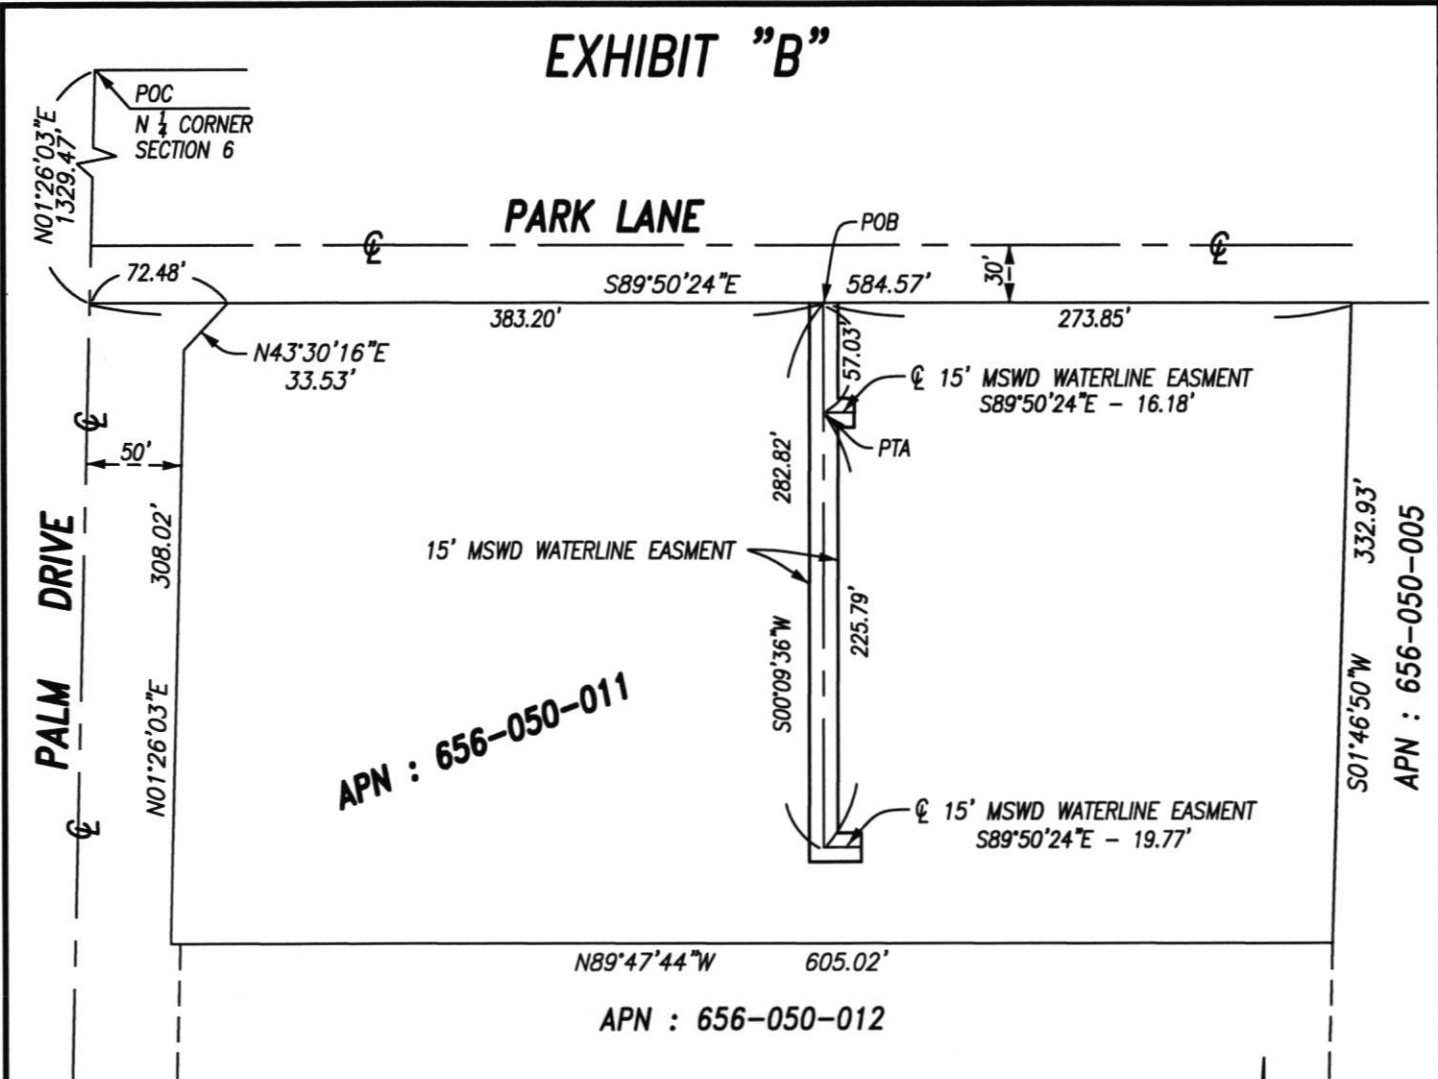 EXHIBIT "B"
POC
N 1/4 CORNER
SECTION 6
N01°26'03"E
1329.47'
PARK LANE
POB
℄
℄
72.48'
S89°50'24"E
584.57'
30'
383.20'
273.85'
N43°30'16"E
33.53'
57.03'
℄ 15' MSWD WATERLINE EASMENT
S89°50'24"E - 16.18'
℄
50'
PTA
282.82'
308.02'
332.93'
15' MSWD WATERLINE EASMENT
PALM DRIVE
225.79'
S00°09'36"W
APN : 656-050-011
N01°26'03"E
S01°46'50"W
APN : 656-050-005
℄
℄ 15' MSWD WATERLINE EASMENT
S89°50'24"E - 19.77'
N89°47'44"W
605.02'
APN : 656-050-012